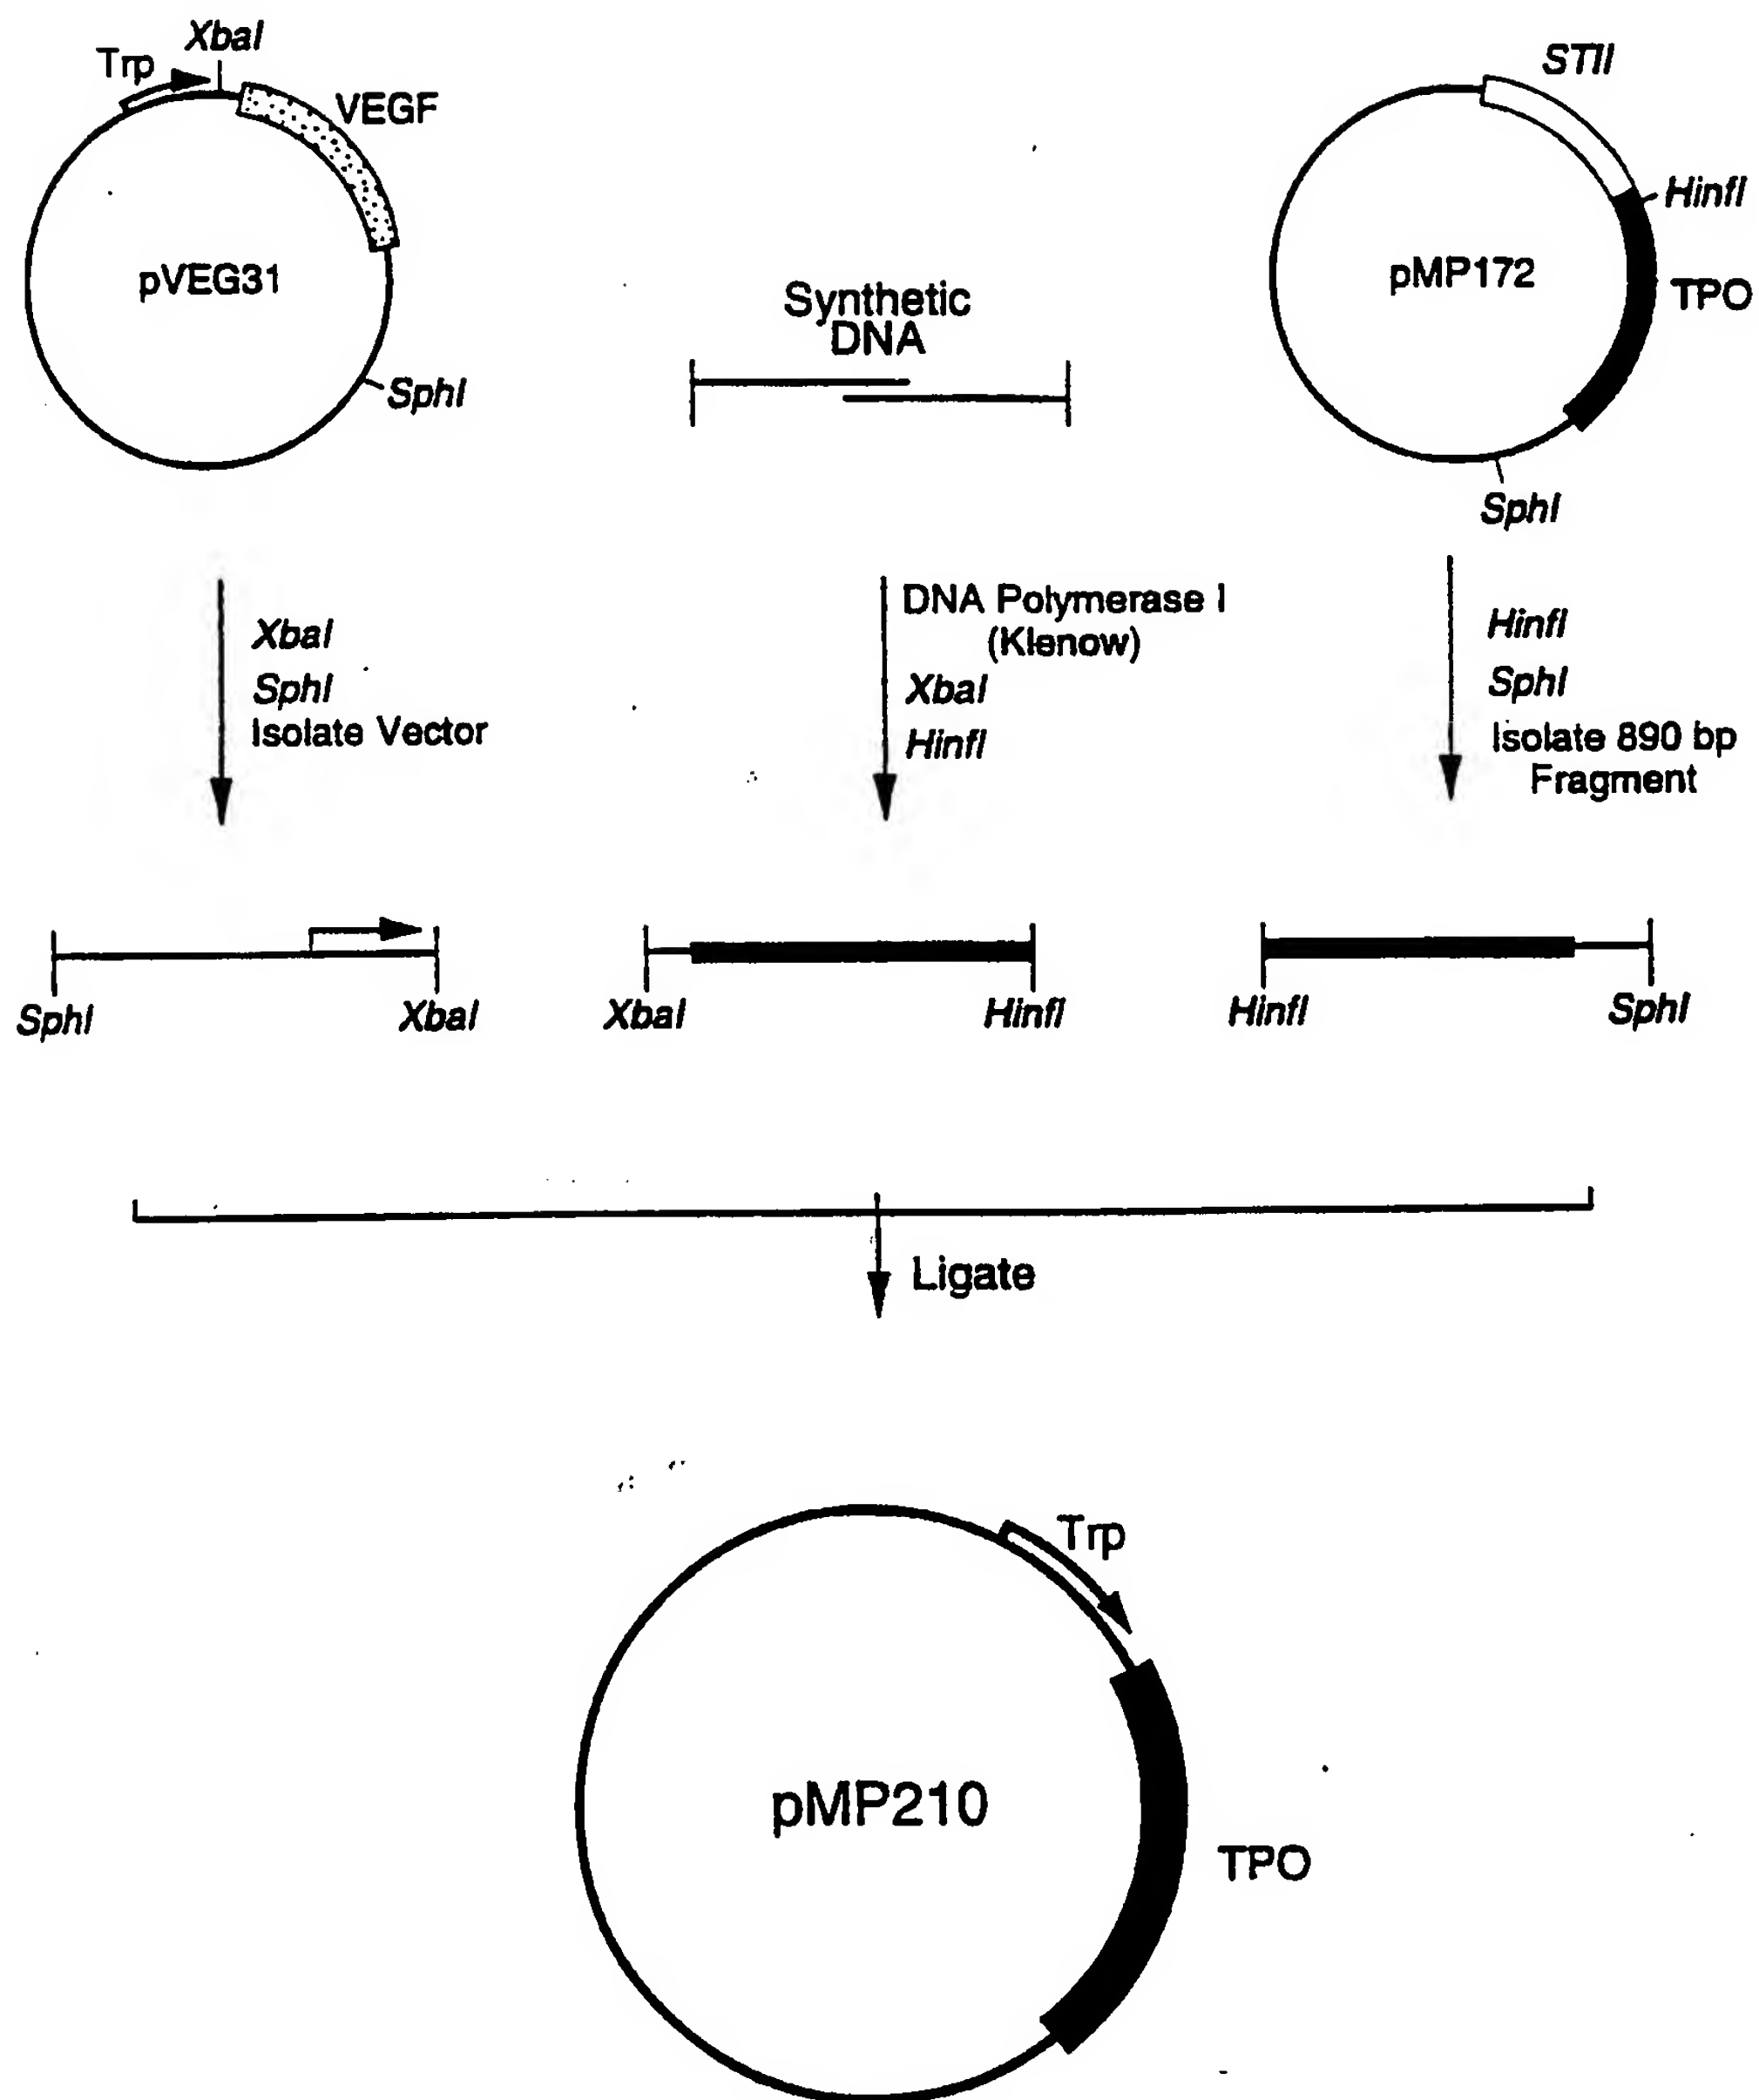 XbaI
Trp
VEGF
pVEG31
SphI
Synthetic
DNA
STII
HinfI
pMP172
TPO
SphI
XbaI
SphI
Isolate Vector
DNA Polymerase I
(Klenow)
XbaI
HinfI
HinfI
SphI
Isolate 890 bp
Fragment
SphI
XbaI
XbaI
HinfI
HinfI
SphI
Ligate
Trp
pMP210
TPO